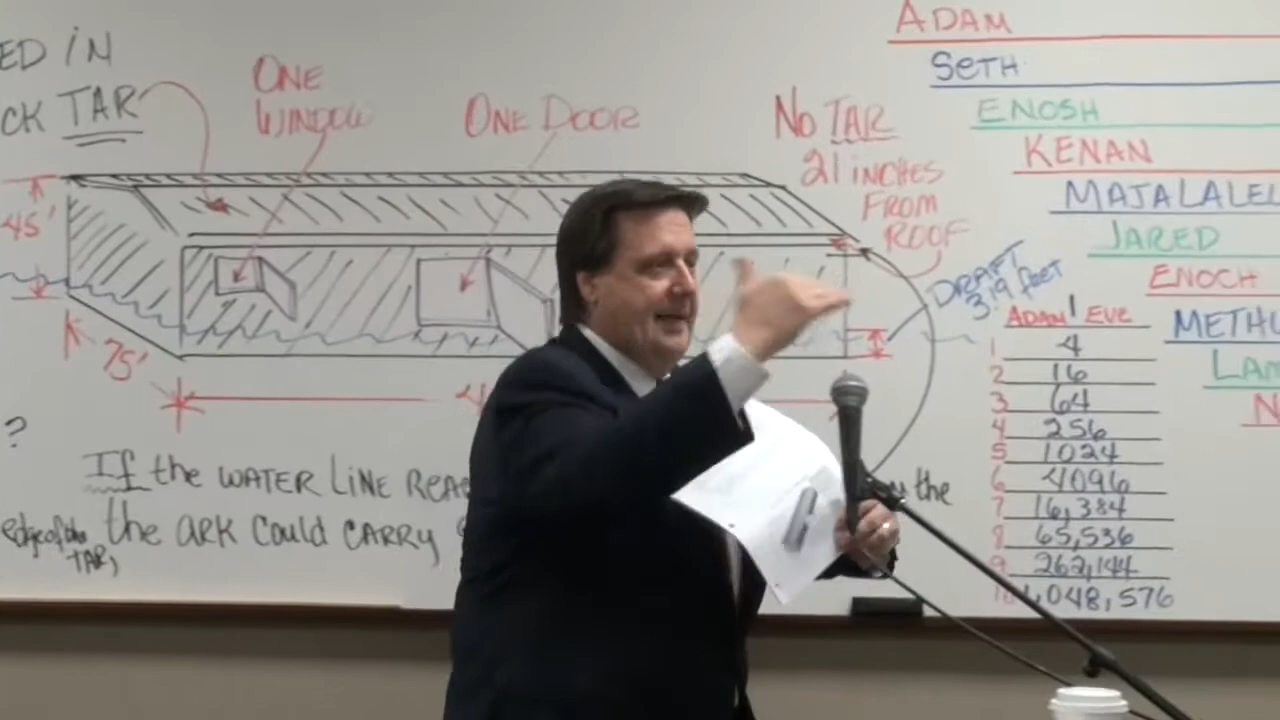 ED IN
CK TAR
ONE
WINDOW
ONE DOOR
No TAR
21 inches
FROM
ROOF
DRAFT
3.19 feet
45'
75'
?
If the WATER LINE REA
the
edge of the
TAR,
the ARK COULD CARRY
ADAM
SETH
ENOSH
KENAN
MAJALALEL
JARED
ENOCH
METHU
LAM
N
ADAM / EVE
1 4
2 16
3 64
4 256
5 1024
6 4096
7 16,384
8 65,536
9 262,144
10 1,048,576